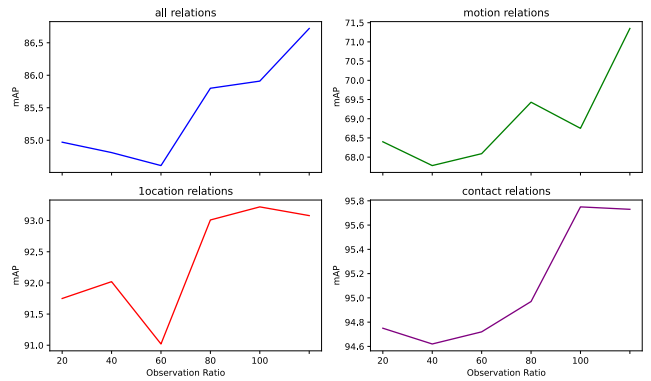 all relations
mAP
86,5
86.0
85,5
85.0
motion relations
mAP
71,5
71.0
70.5
70.0
69.5
69.0
68.5
68.0
1ocation relations
mAP
93.0
92.5
92.0
91.5
91.0
20 40 60 80 100
Observation Ratio
contact relations
mAP
95.8
95.6
95.4
95.2
95.0
94.8
94.6
20 40 60 80 100
Observation Ratio